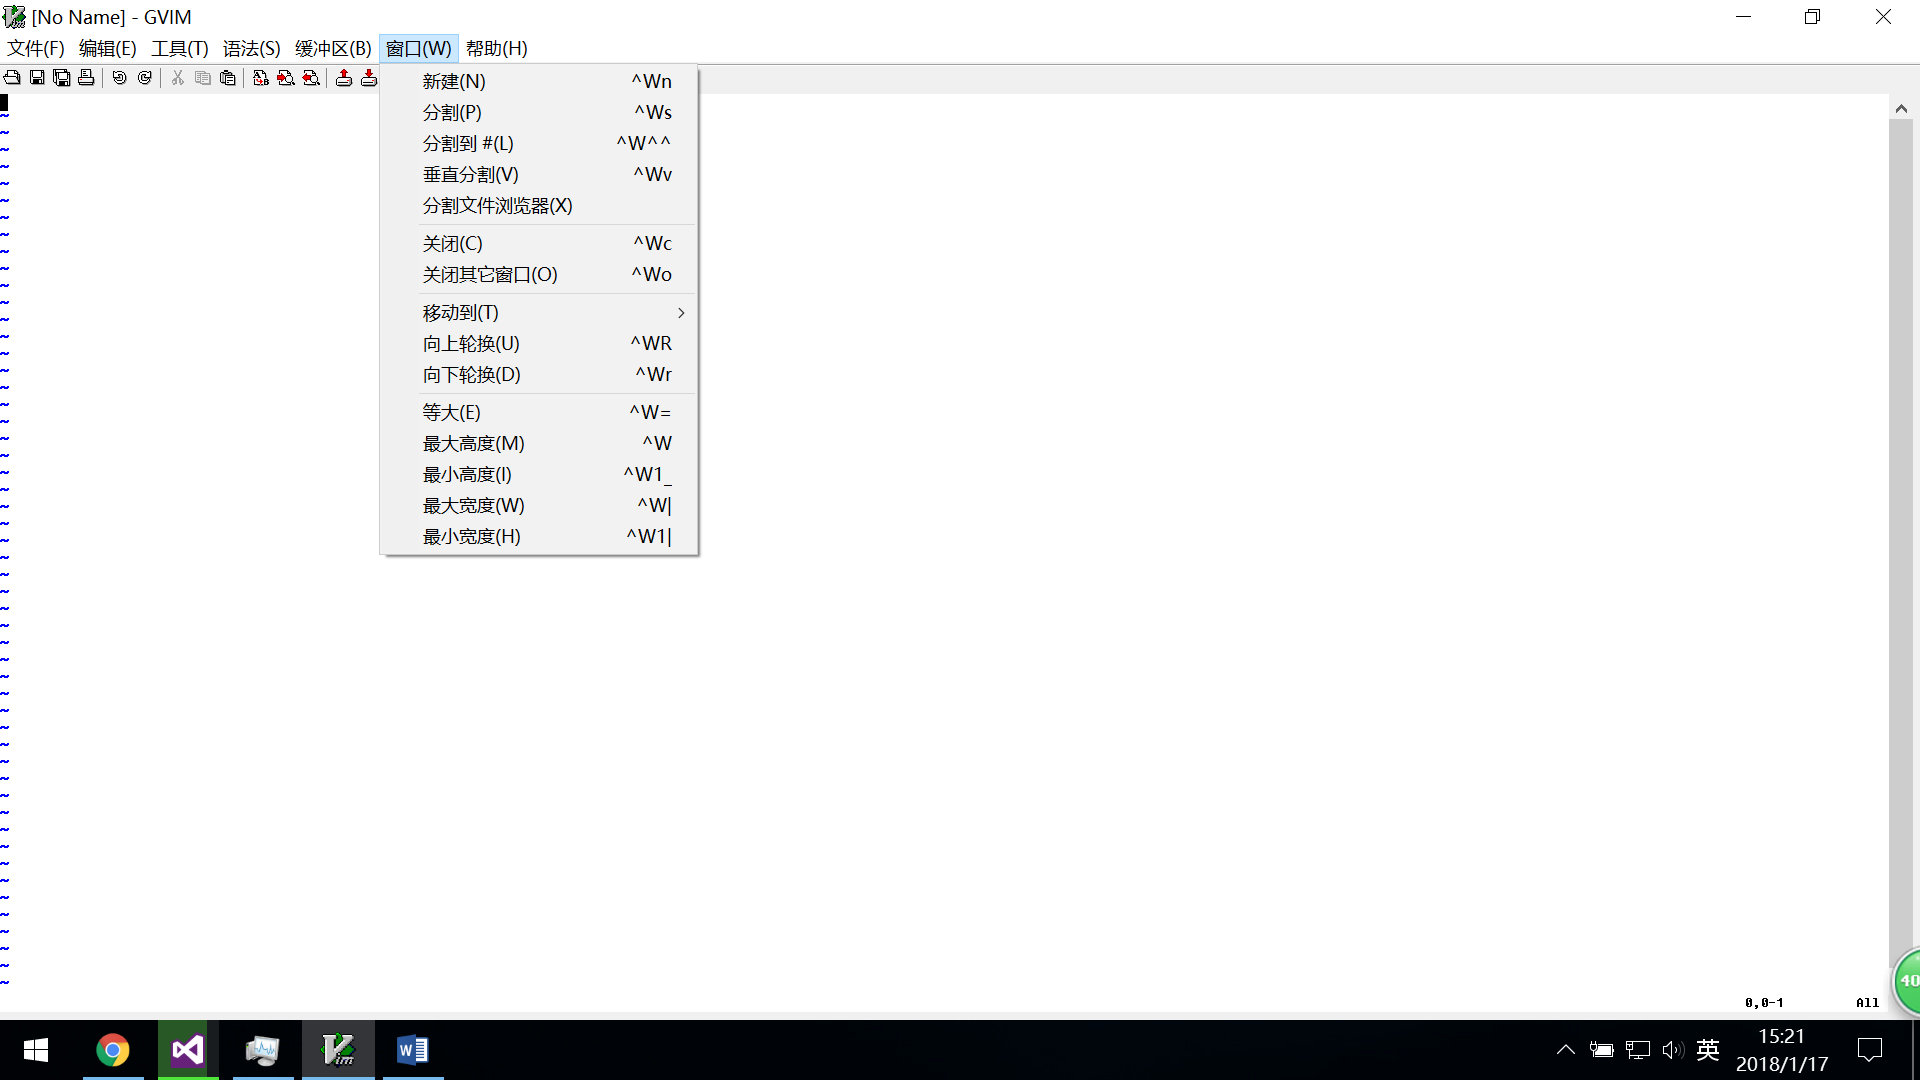 [No Name] - GVIM
文件(F) 编辑(E) 工具(T) 语法(S) 缓冲区(B) 窗口(W) 帮助(H)
新建(N) ^Wn
分割(P) ^Ws
分割到 #(L) ^W^^
垂直分割(V) ^Wv
分割文件浏览器(X)
关闭(C) ^Wc
关闭其它窗口(O) ^Wo
移动到(T)
向上轮换(U) ^WR
向下轮换(D) ^Wr
等大(E) ^W=
最大高度(M) ^W
最小高度(I) ^W1_
最大宽度(W) ^W|
最小宽度(H) ^W1|
40
0,0-1 All
英
15:21
2018/1/17